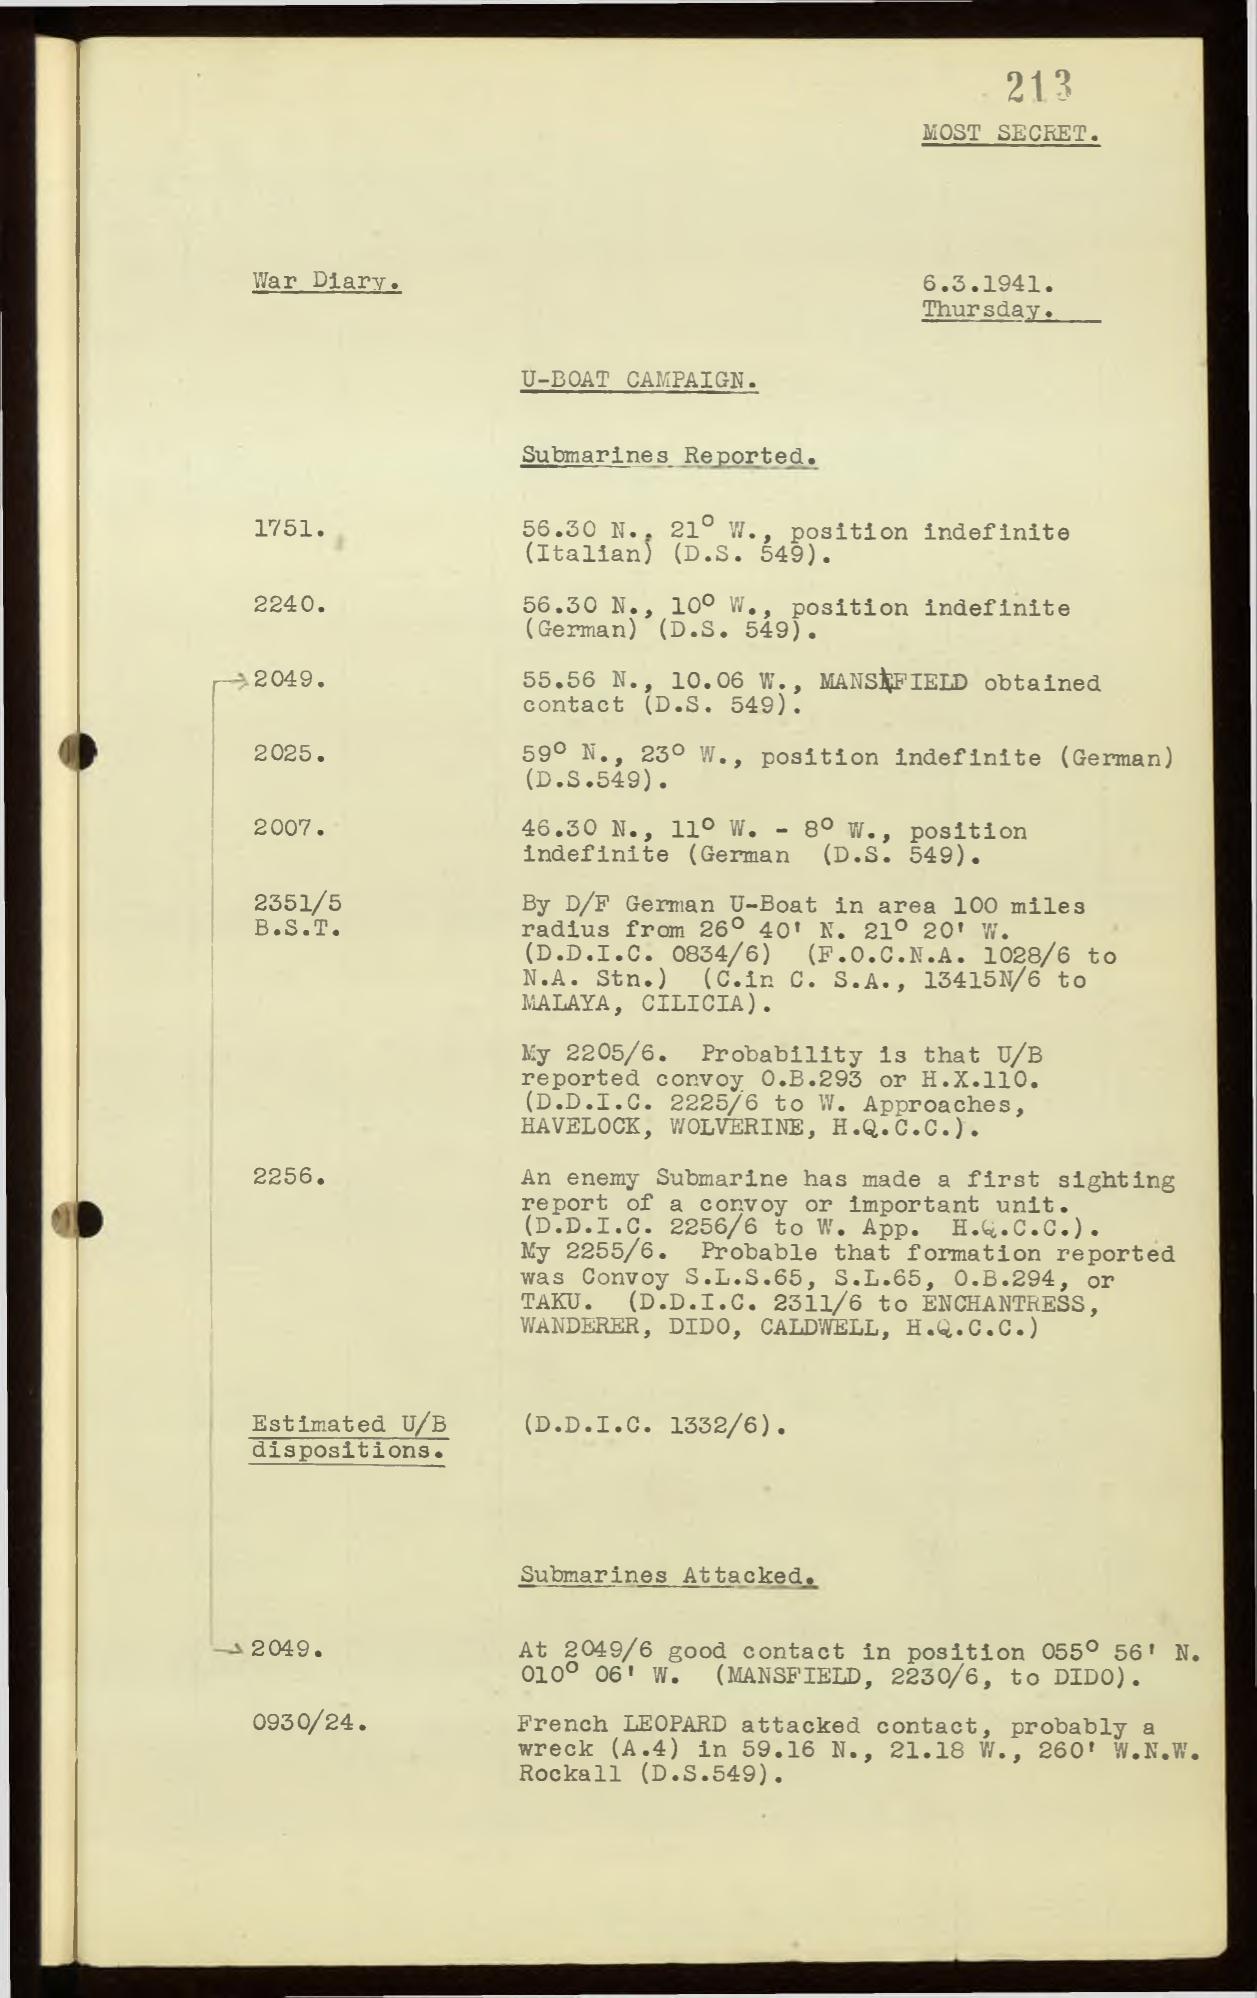 213
MOST SECRET.
War Diary.
6.3.1941.
Thursday.
U-BOAT CAMPAIGN.
Submarines Reported.
1751. 56.30 N., 21° W., position indefinite
(Italian) (D.S. 549).
2240. 56.30 N., 10° W., position indefinite
(German) (D.S. 549).
2049. 55.56 N., 10.06 W., MANSFIELD obtained
contact (D.S. 549).
2025. 59° N., 23° W., position indefinite (German)
(D.S.549).
2007. 46.30 N., 11° W. - 8° W., position
indefinite (German (D.S. 549).
2351/5 By D/F German U-Boat in area 100 miles
B.S.T. radius from 26° 40' N. 21° 20' W.
(D.D.I.C. 0834/6) (F.O.C.N.A. 1028/6 to
N.A. Stn.) (C.in C. S.A., 13415N/6 to
MALAYA, CILICIA).
My 2205/6. Probability is that U/B
reported convoy O.B.293 or H.X.110.
(D.D.I.C. 2225/6 to W. Approaches,
HAVELOCK, WOLVERINE, H.Q.C.C.).
2256. An enemy Submarine has made a first sighting
report of a convoy or important unit.
(D.D.I.C. 2256/6 to W. App. H.Q.C.C.).
My 2255/6. Probable that formation reported
was Convoy S.L.S.65, S.L.65, O.B.294, or
TAKU. (D.D.I.C. 2311/6 to ENCHANTRESS,
WANDERER, DIDO, CALDWELL, H.Q.C.C.)
Estimated U/B (D.D.I.C. 1332/6).
dispositions.
Submarines Attacked.
2049. At 2049/6 good contact in position 055° 56' N.
010° 06' W. (MANSFIELD, 2230/6, to DIDO).
0930/24. French LEOPARD attacked contact, probably a
wreck (A.4) in 59.16 N., 21.18 W., 260' W.N.W.
Rockall (D.S.549).